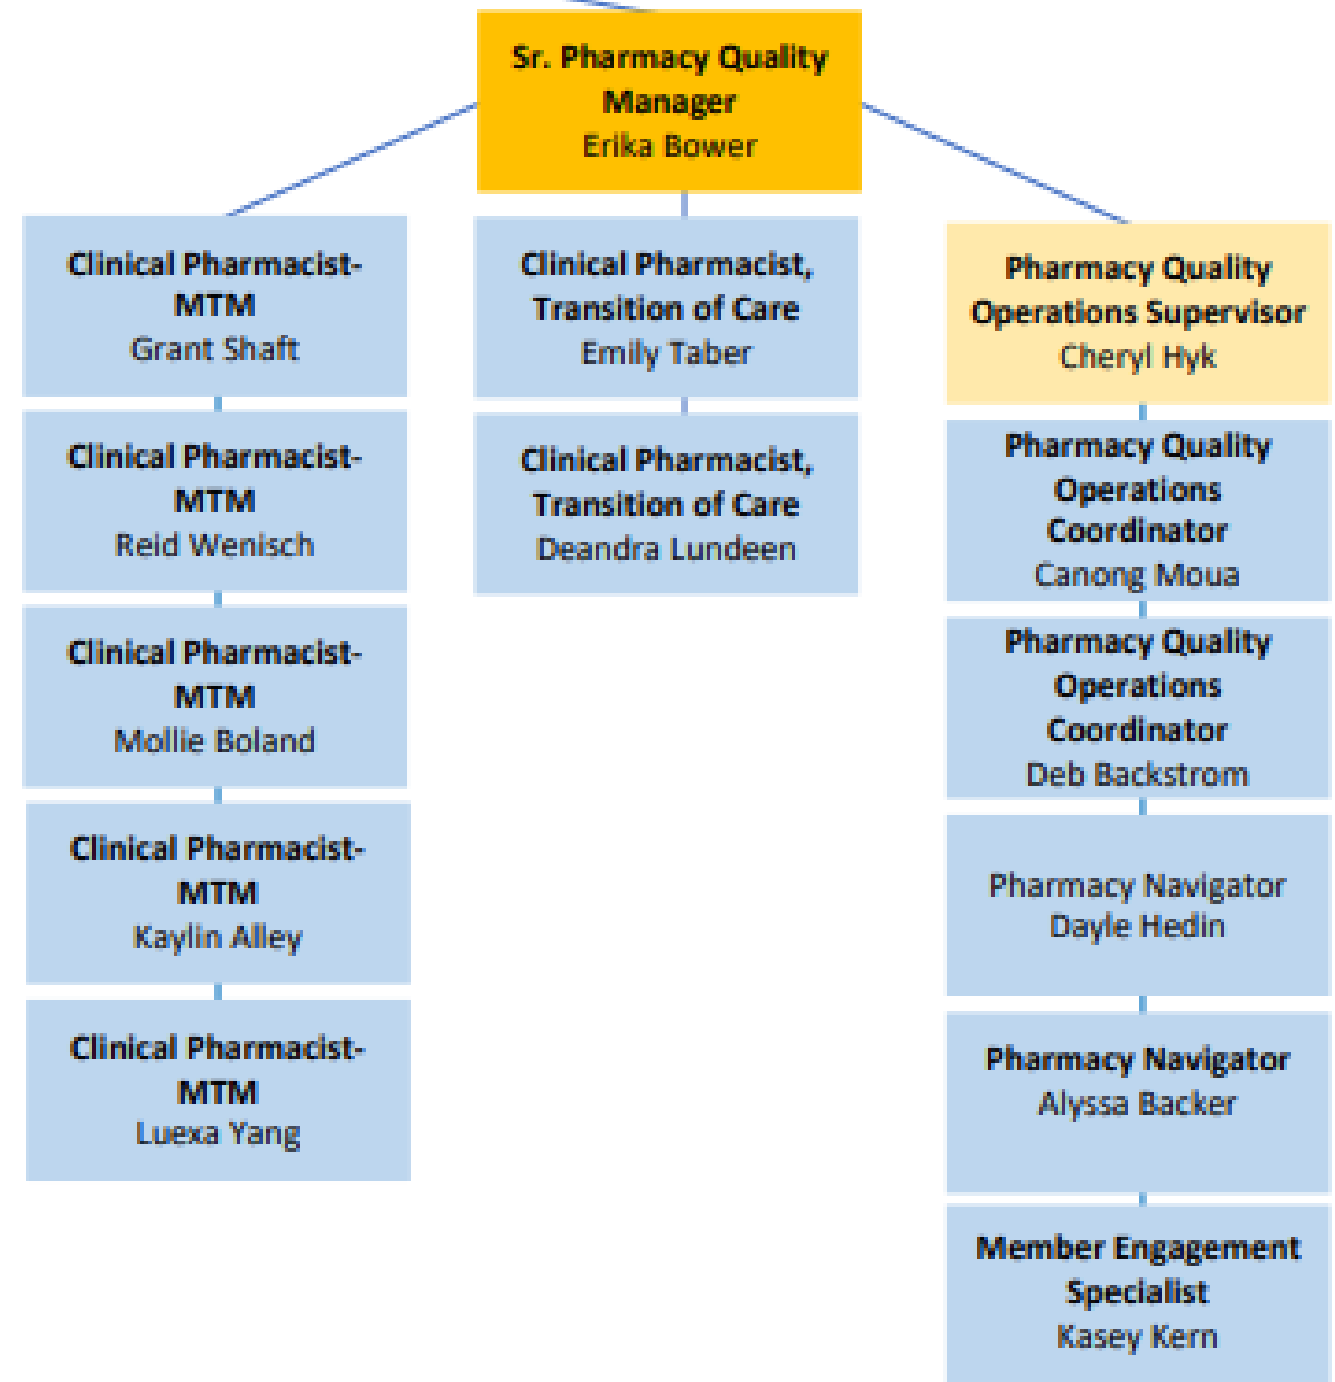 Sr. Pharmacy Quality
Manager
Erika Bower
Clinical Pharmacist-
MTM
Grant Shaft
Clinical Pharmacist-
MTM
Reid Wenisch
Clinical Pharmacist-
MTM
Mollie Boland
Clinical Pharmacist-
MTM
Kaylin Alley
Clinical Pharmacist-
MTM
Luexa Yang
Clinical Pharmacist,
Transition of Care
Emily Taber
Clinical Pharmacist,
Transition of Care
Deandra Lundeen
Pharmacy Quality
Operations Supervisor
Cheryl Hyk
Pharmacy Quality
Operations
Coordinator
Canong Moua
Pharmacy Quality
Operations
Coordinator
Deb Backstrom
Pharmacy Navigator
Dayle Hedin
Pharmacy Navigator
Alyssa Backer
Member Engagement
Specialist
Kasey Kern